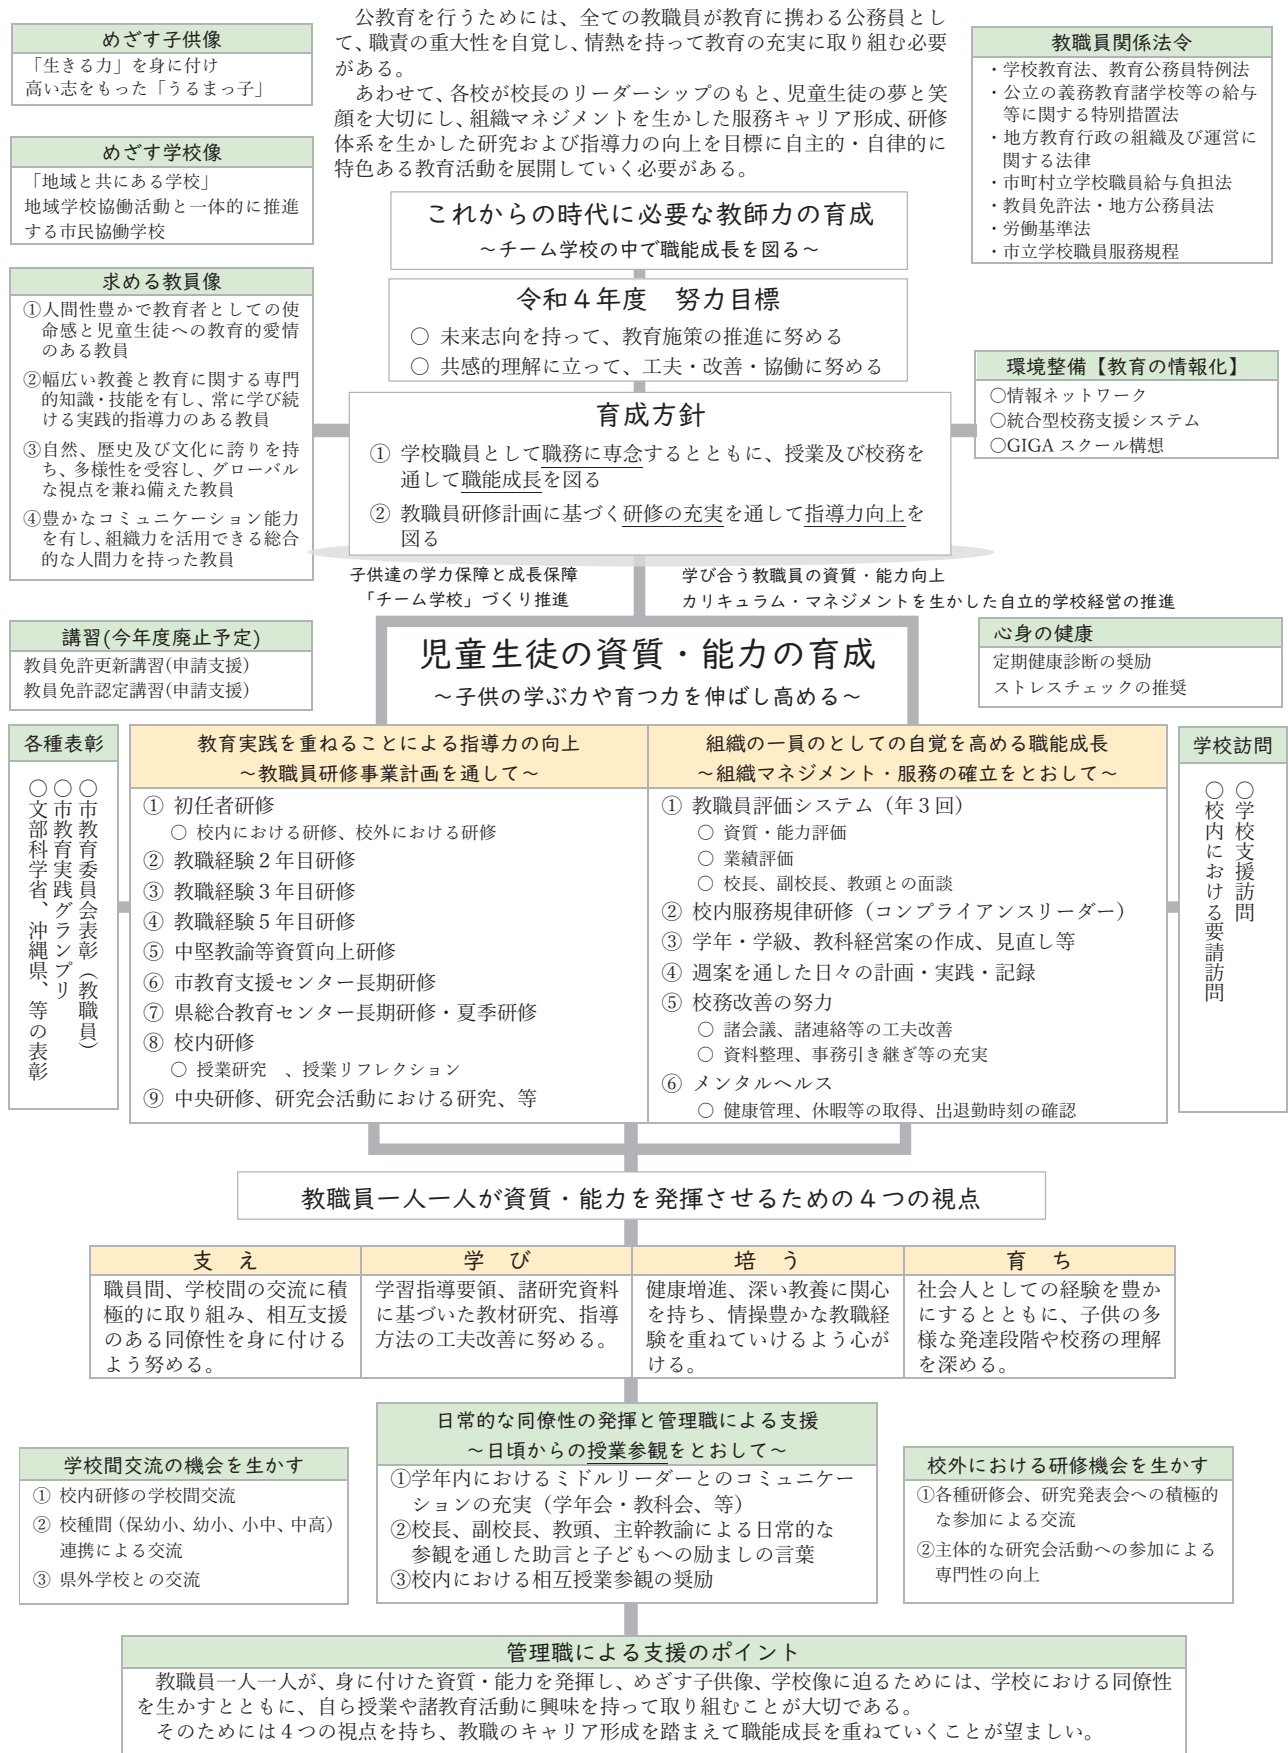 公教育を行うためには、全ての教職員が教育に携わる公務員とし
て、職責の重大性を自覚し、情熱を持って教育の充実に取り組む必要
がある。
あわせて、各校が校長のリーダーシップのもと、児童生徒の夢と笑
顔を大切にし、組織マネジメントを生かした服務キャリア形成、研修
体系を生かした研究および指導力の向上を目標に自主的・自律的に
特色ある教育活動を展開していく必要がある。
めざす子供像
「生きる力」を身に付け
高い志をもった「うるまっ子」
めざす学校像
「地域と共にある学校」
地域学校協働活動と一体的に推進
する市民協働学校
求める教員像
①人間性豊かで教育者としての使
命感と児童生徒への教育的愛情
のある教員
②幅広い教養と教育に関する専門
的知識・技能を有し、常に学び続
ける実践的指導力のある教員
③自然、歴史及び文化に誇りを持
ち、多様性を受容し、グローバル
な視点を兼ね備えた教員
④豊かなコミュニケーション能力
を有し、組織力を活用できる総合
的な人間力を持った教員
教職員関係法令
・学校教育法、教育公務員特例法
・公立の義務教育諸学校等の給与
等に関する特別措置法
・地方教育行政の組織及び運営に
関する法律
・市町村立学校職員給与負担法
・教員免許法・地方公務員法
・労働基準法
・市立学校職員服務規程
これからの時代に必要な教師力の育成
～チーム学校の中で職能成長を図る～
令和４年度　努力目標
○ 未来志向を持って、教育施策の推進に努める
○ 共感的理解に立って、工夫・改善・協働に努める
環境整備【教育の情報化】
○情報ネットワーク
○統合型校務支援システム
○GIGA スクール構想
育成方針
① 学校職員として職務に専念するとともに、授業及び校務を
通して職能成長を図る
② 教職員研修計画に基づく研修の充実を通して指導力向上を
図る
子供達の学力保障と成長保障
「チーム学校」づくり推進
学び合う教職員の資質・能力向上
カリキュラム・マネジメントを生かした自立的学校経営の推進
講習(今年度廃止予定)
教員免許更新講習(申請支援)
教員免許認定講習(申請支援)
児童生徒の資質・能力の育成
～子供の学ぶ力や育つ力を伸ばし高める～
心身の健康
定期健康診断の奨励
ストレスチェックの推奨
各種表彰
○市教育委員会表彰（教職員）
○市教育実践グランプリ
○文部科学省、沖縄県、等の表彰
教育実践を重ねることによる指導力の向上
～教職員研修事業計画を通して～
① 初任者研修
○ 校内における研修、校外における研修
② 教職経験２年目研修
③ 教職経験３年目研修
④ 教職経験５年目研修
⑤ 中堅教諭等資質向上研修
⑥ 市教育支援センター長期研修
⑦ 県総合教育センター長期研修・夏季研修
⑧ 校内研修
○ 授業研究　、授業リフレクション
⑨ 中央研修、研究会活動における研究、等
組織の一員のとしての自覚を高める職能成長
～組織マネジメント・服務の確立をとおして～
① 教職員評価システム（年３回）
○ 資質・能力評価
○ 業績評価
○ 校長、副校長、教頭との面談
② 校内服務規律研修（コンプライアンスリーダー）
③ 学年・学級、教科経営案の作成、見直し等
④ 週案を通した日々の計画・実践・記録
⑤ 校務改善の努力
○ 諸会議、諸連絡等の工夫改善
○ 資料整理、事務引き継ぎ等の充実
⑥ メンタルヘルス
○ 健康管理、休暇等の取得、出退勤時刻の確認
学校訪問
○学校支援訪問
○校内における要請訪問
教職員一人一人が資質・能力を発揮させるための４つの視点
支　え
職員間、学校間の交流に積
極的に取り組み、相互支援
のある同僚性を身に付ける
よう努める。
学　び
学習指導要領、諸研究資料
に基づいた教材研究、指導
方法の工夫改善に努める。
培　う
健康増進、深い教養に関心
を持ち、情操豊かな教職経
験を重ねていけるよう心が
ける。
育　ち
社会人としての経験を豊か
にするとともに、子供の多
様な発達段階や校務の理解
を深める。
学校間交流の機会を生かす
① 校内研修の学校間交流
② 校種間（保幼小、幼小、小中、中高）
連携による交流
③ 県外学校との交流
日常的な同僚性の発揮と管理職による支援
～日頃からの授業参観をとおして～
①学年内におけるミドルリーダーとのコミュニケー
ションの充実（学年会・教科会、等）
②校長、副校長、教頭、主幹教諭による日常的な
参観を通した助言と子どもへの励ましの言葉
③校内における相互授業参観の奨励
校外における研修機会を生かす
①各種研修会、研究発表会への積極的
な参加による交流
②主体的な研究会活動への参加による
専門性の向上
管理職による支援のポイント
教職員一人一人が、身に付けた資質・能力を発揮し、めざす子供像、学校像に迫るためには、学校における同僚性
を生かすとともに、自ら授業や諸教育活動に興味を持って取り組むことが大切である。
そのためには４つの視点を持ち、教職のキャリア形成を踏まえて職能成長を重ねていくことが望ましい。